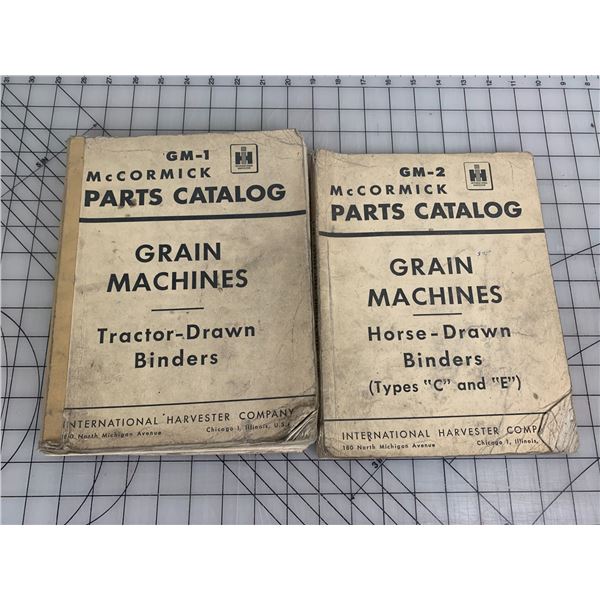 GM-1
McCORMICK
PARTS CATALOG
GRAIN
MACHINES
Tractor-Drawn
Binders
INTERNATIONAL HARVESTER COMPANY
180 North Michigan Avenue Chicago 1, Illinois, U.S.A.
GM-2
McCORMICK
PARTS CATALOG
GRAIN
MACHINES
Horse-Drawn
Binders
(Types "C" and "E")
INTERNATIONAL HARVESTER COMP
180 North Michigan Avenue Chicago 1, Illinois,